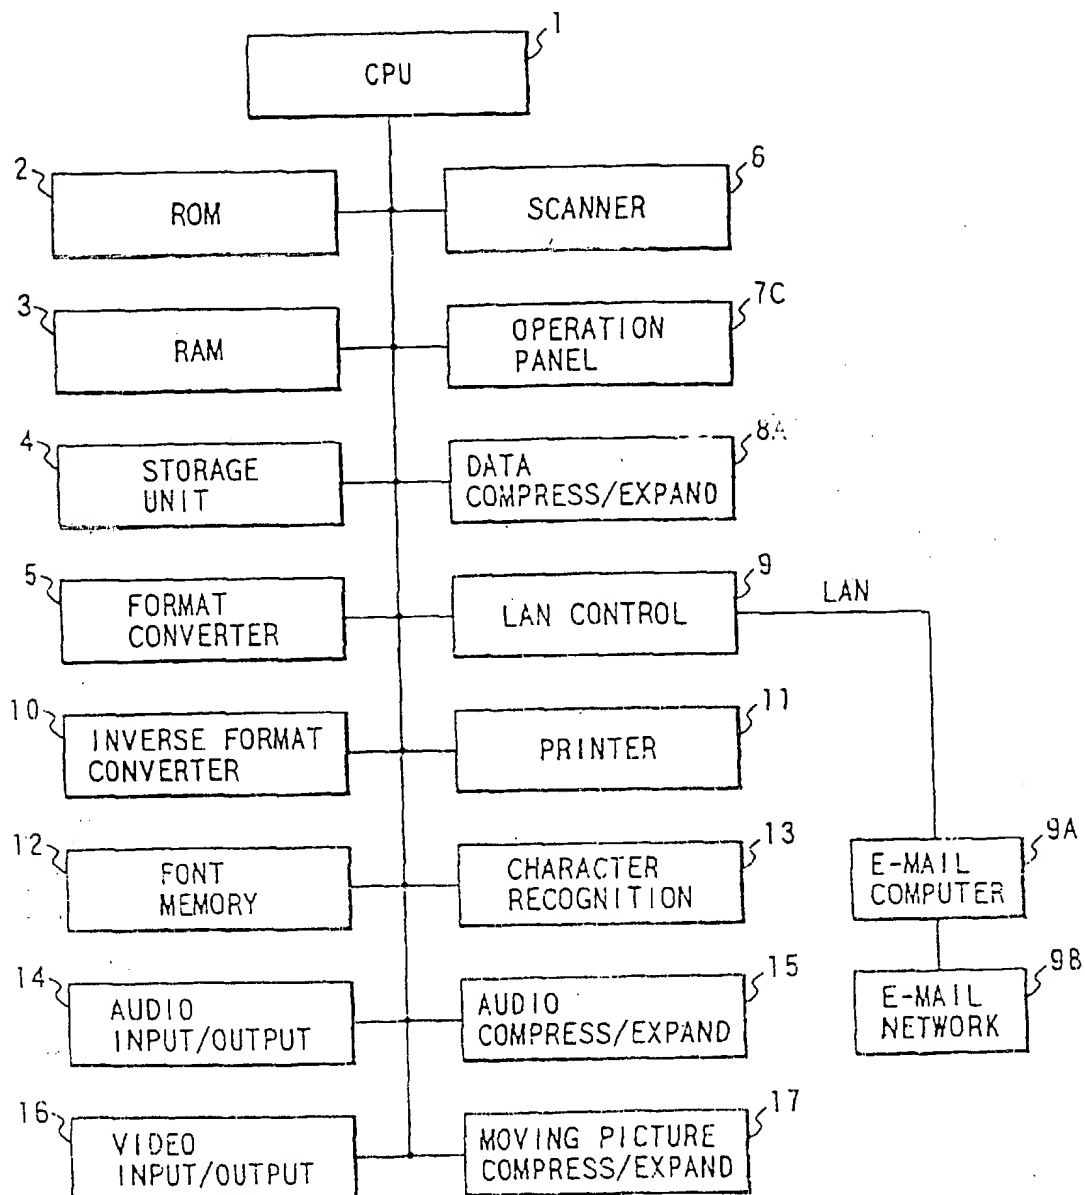 1
CPU
2
ROM
6
SCANNER
3
RAM
7C
OPERATION
PANEL
4
STORAGE
UNIT
8A
DATA
COMPRESS/EXPAND
5
FORMAT
CONVERTER
9
LAN CONTROL
LAN
10
INVERSE FORMAT
CONVERTER
11
PRINTER
12
FONT
MEMORY
13
CHARACTER
RECOGNITION
9A
E-MAIL
COMPUTER
14
AUDIO
INPUT/OUTPUT
15
AUDIO
COMPRESS/EXPAND
9B
E-MAIL
NETWORK
16
VIDEO
INPUT/OUTPUT
17
MOVING PICTURE
COMPRESS/EXPAND